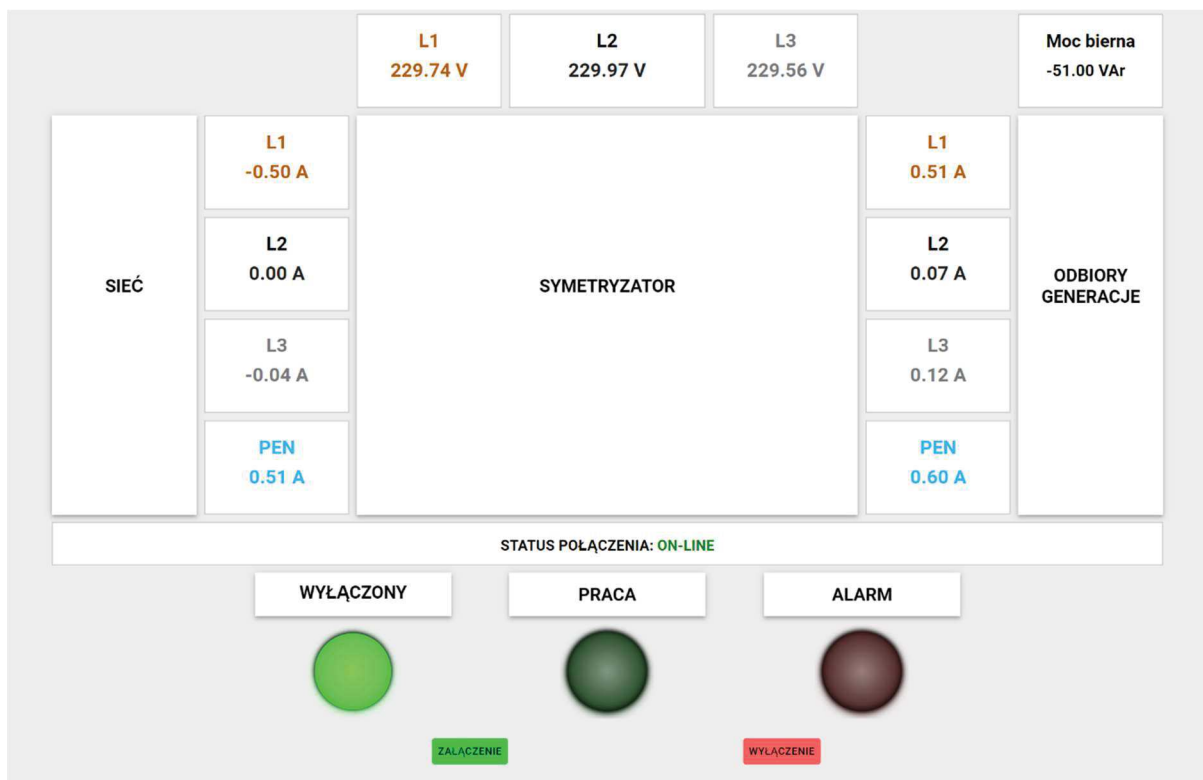 L1
229.74 V
L2
229.97 V
L3
229.56 V
Moc bierna
-51.00 VAr
SIEĆ
L1
-0.50 A
L2
0.00 A
L3
-0.04 A
PEN
0.51 A
SYMETRYZATOR
L1
0.51 A
L2
0.07 A
L3
0.12 A
PEN
0.60 A
ODBIORY
GENERACJE
STATUS POŁĄCZENIA: ON-LINE
WYŁĄCZONY
PRACA
ALARM
ZAŁĄCZENIE
WYŁĄCZENIE